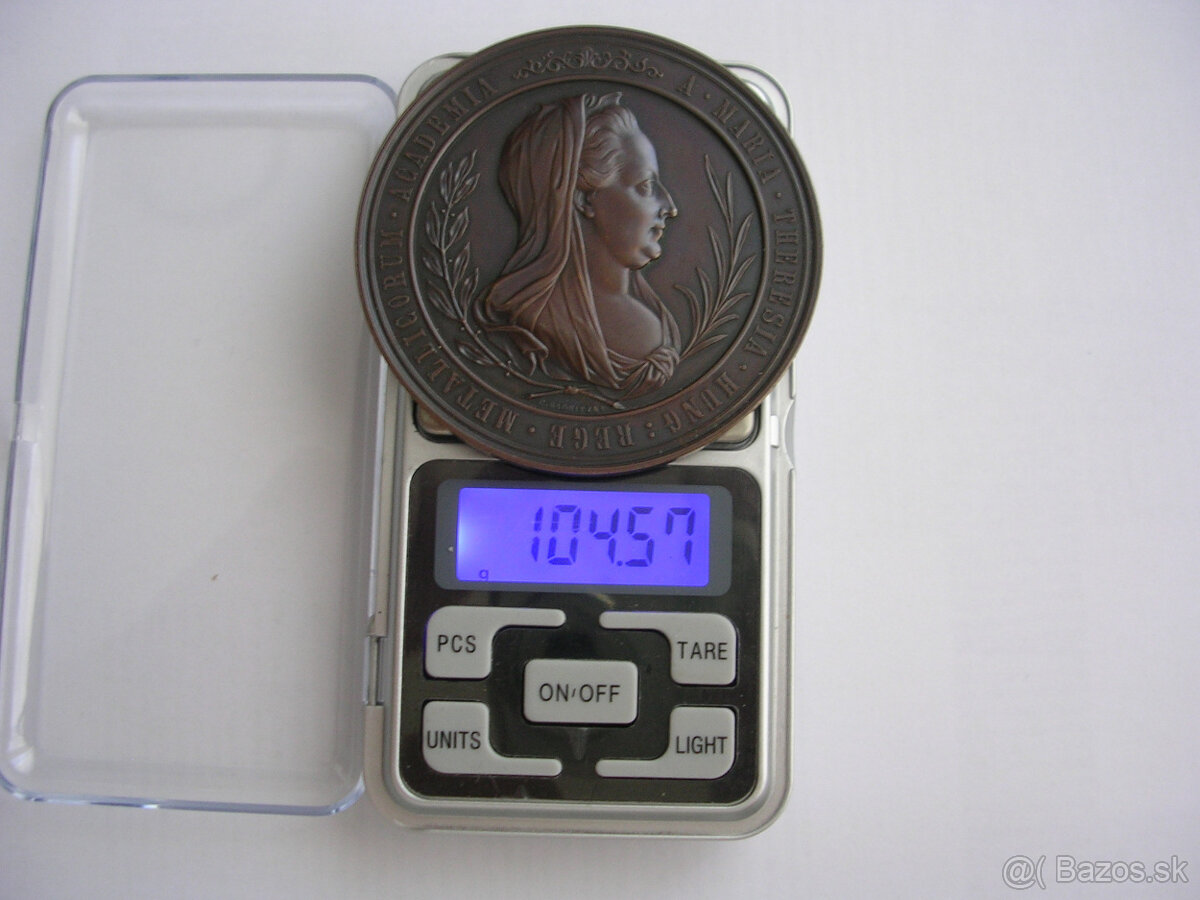 A · MARIA · THERESIA · HUNG : REGE · METALLICORUM · ACADEMIA
104.57
g
PCS
TARE
ON/OFF
UNITS
LIGHT
@( Bazos.sk